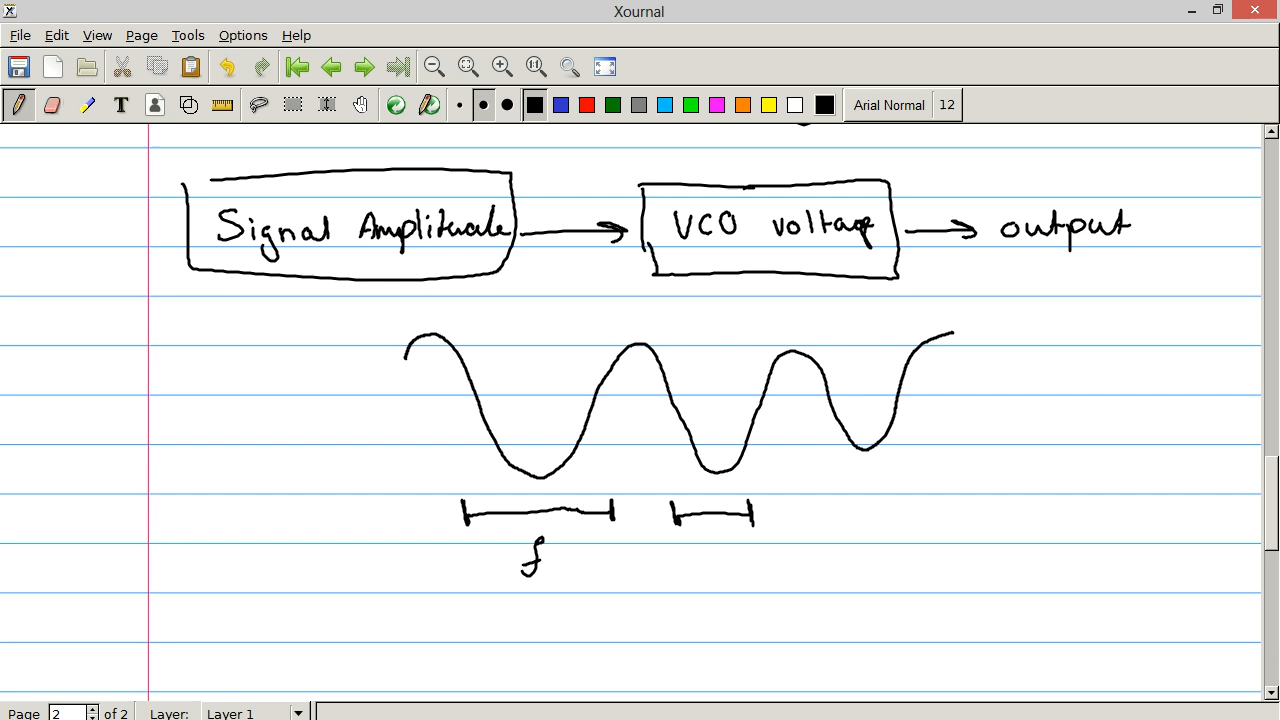 Xournal
File Edit View Page Tools Options Help
T Arial Normal 12
Signal Amplitude VCO voltage output
f
Page 2 of 2 Layer: Layer 1